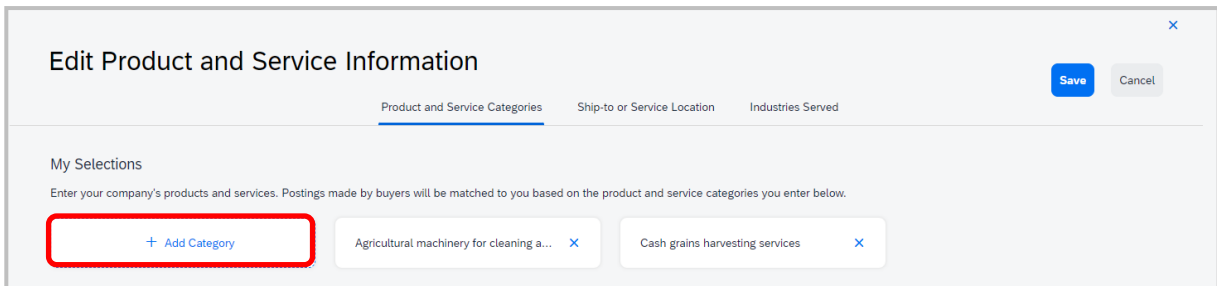 ×
Edit Product and Service Information
Save
Cancel
Product and Service Categories
Ship-to or Service Location
Industries Served
My Selections
Enter your company's products and services. Postings made by buyers will be matched to you based on the product and service categories you enter below.
+ Add Category
Agricultural machinery for cleaning a... ×
Cash grains harvesting services ×